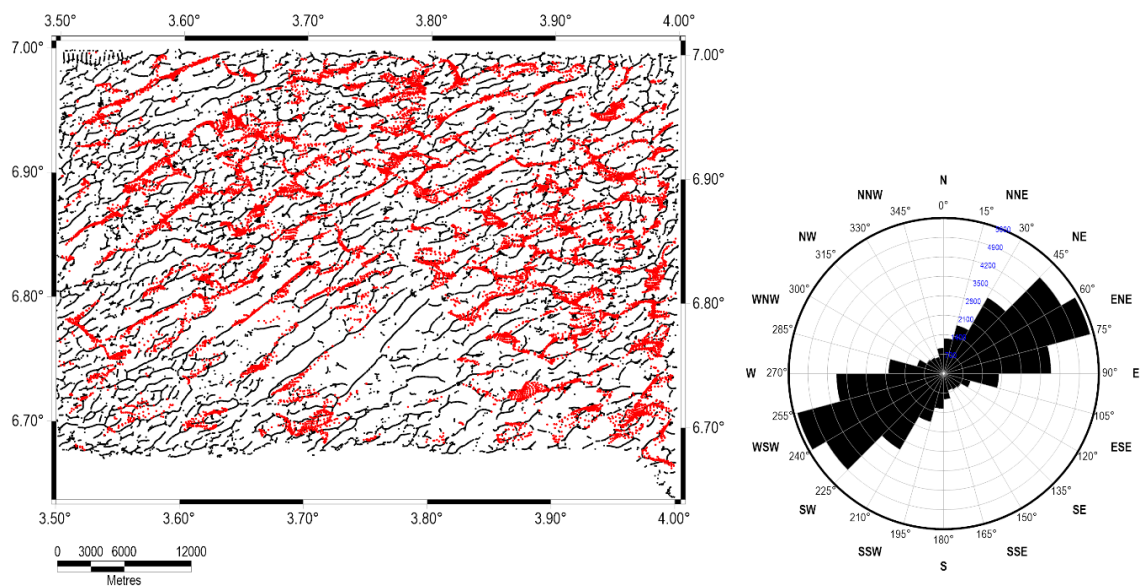 3.50° 3.60° 3.70° 3.80° 3.90° 4.00°
7.00° 7.00°
6.90° 6.90°
6.80° 6.80°
6.70° 6.70°
3.50° 3.60° 3.70° 3.80° 3.90° 4.00°
0 3000 6000 12000
Metres
N
NNW NNE
345° 0° 15°
NW 330° 30° NE
315° 45°
4900
4200
3500
2800
2100
WNW 300° 60° ENE
285° 75°
W 270° 90° E
255° 105°
WSW 240° 120° ESE
225° 135°
SW 210° 150° SE
195° 180° 165°
SSW SSE
S